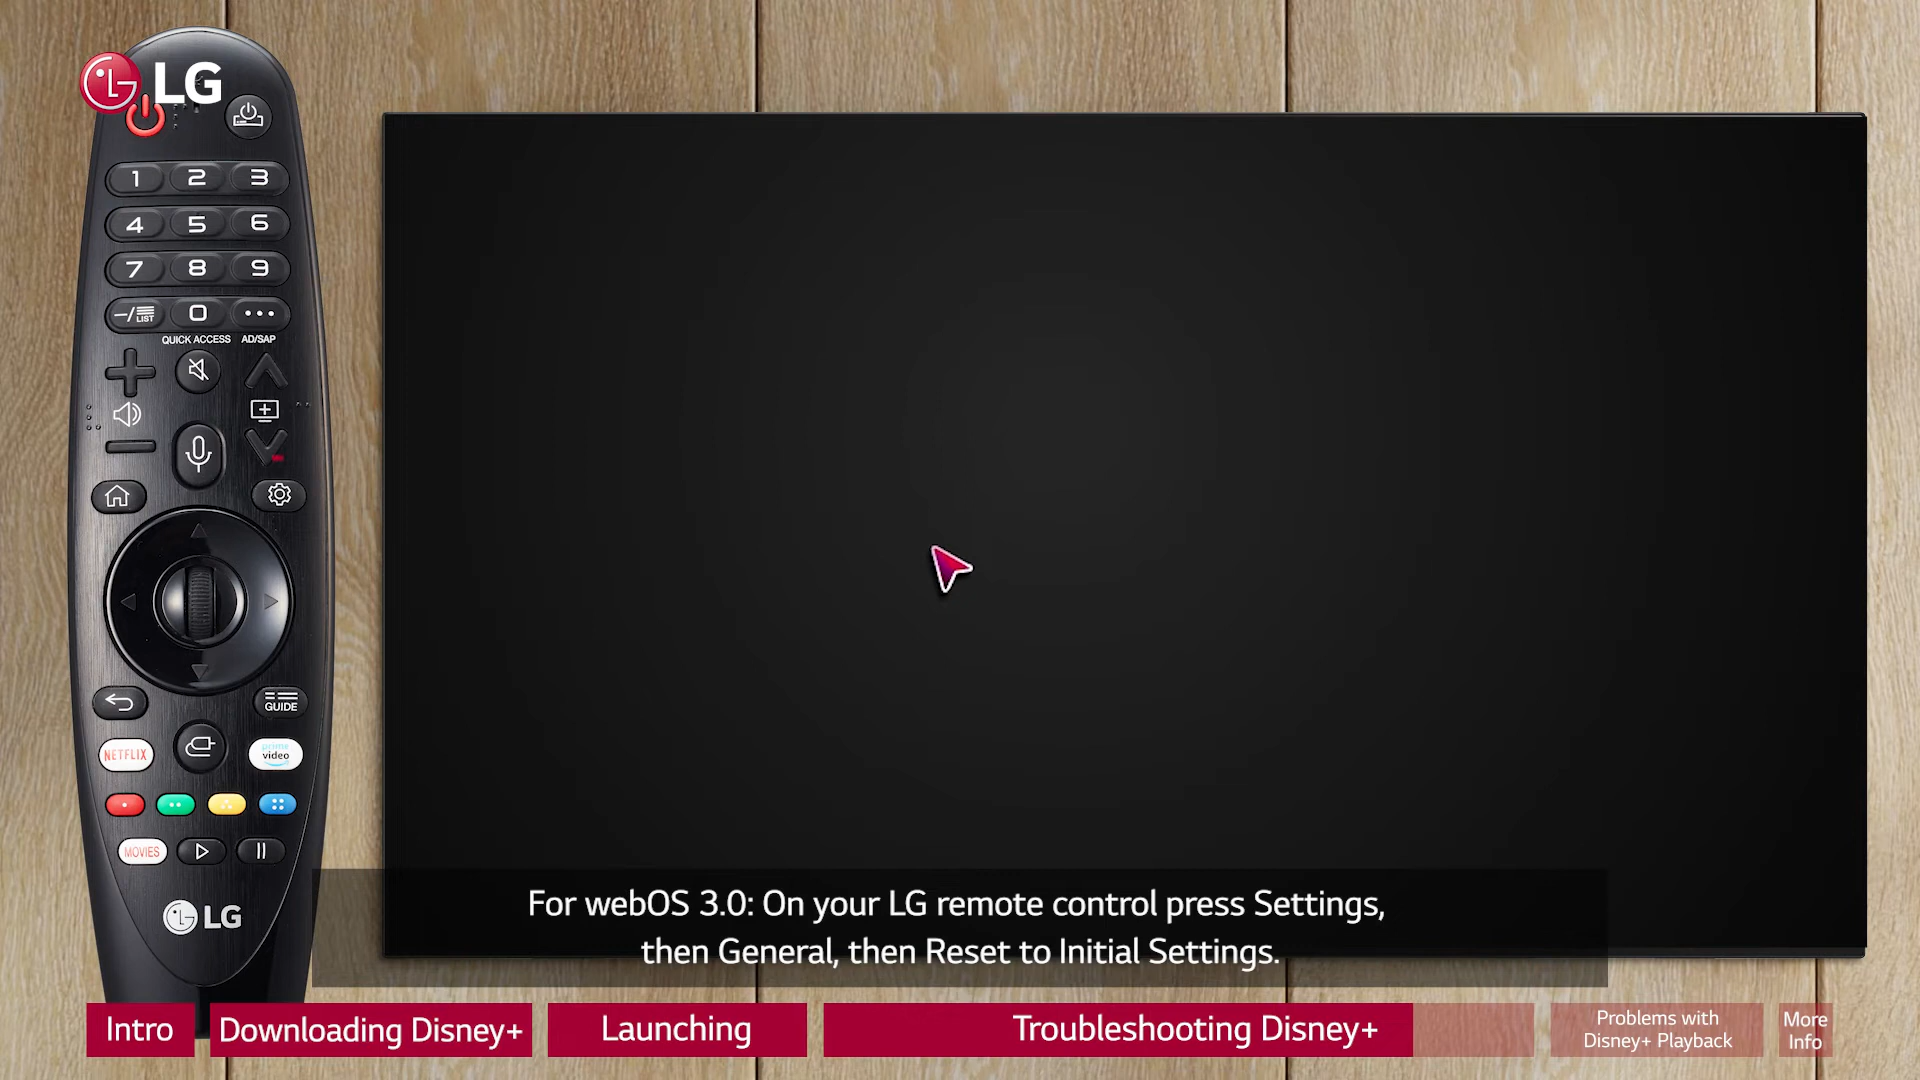 LG
1 2 3
4 5 6
7 8 9
-/LIST 0 ...
QUICK ACCESS AD/SAP
GUIDE
NETFLIX
prime video
MOVIES
LG
For webOS 3.0: On your LG remote control press Settings,
then General, then Reset to Initial Settings.
Intro
Downloading Disney+
Launching
Troubleshooting Disney+
Problems with
Disney+ Playback
More
Info